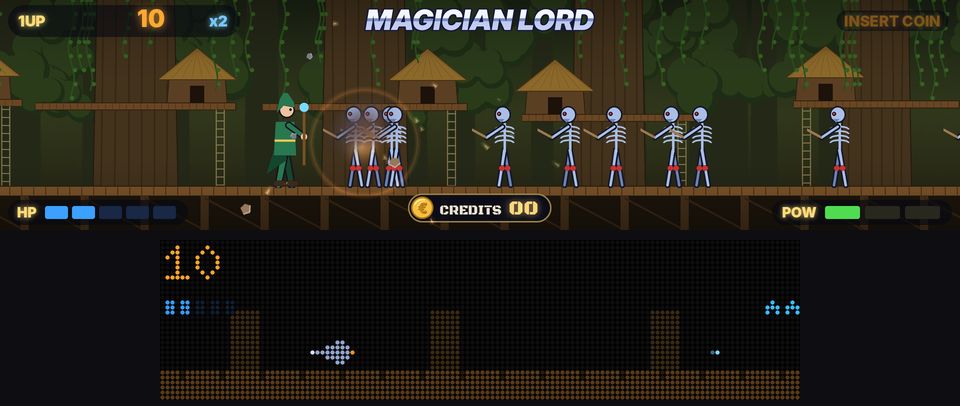 1UP 10 x2
MAGICIAN LORD
INSERT COIN
HP
€ CREDITS 00
POW
10